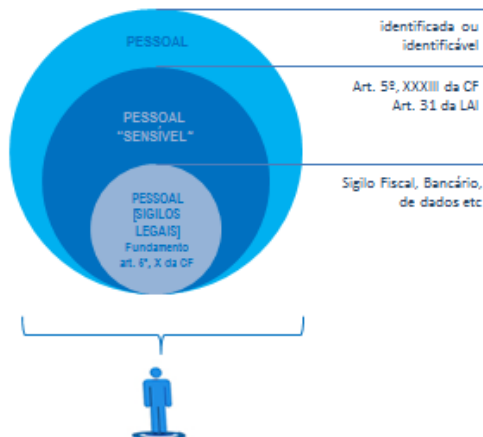 PESSOAL
identificada ou
identificável
PESSOAL
"SENSÍVEL"
Art. 5º, XXXIII da CF
Art. 31 da LAI
PESSOAL
[SIGILOS
LEGAIS]
Fundamento
art. 6º, X da CF
Sigilo Fiscal, Bancário,
de dados etc